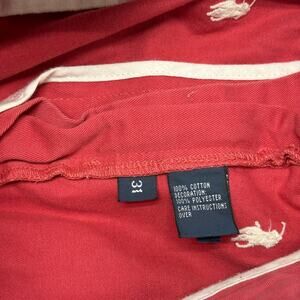 31
100% COTTON
DECORATION:
100% POLYESTER
CARE INSTRUCTIONS
OVER